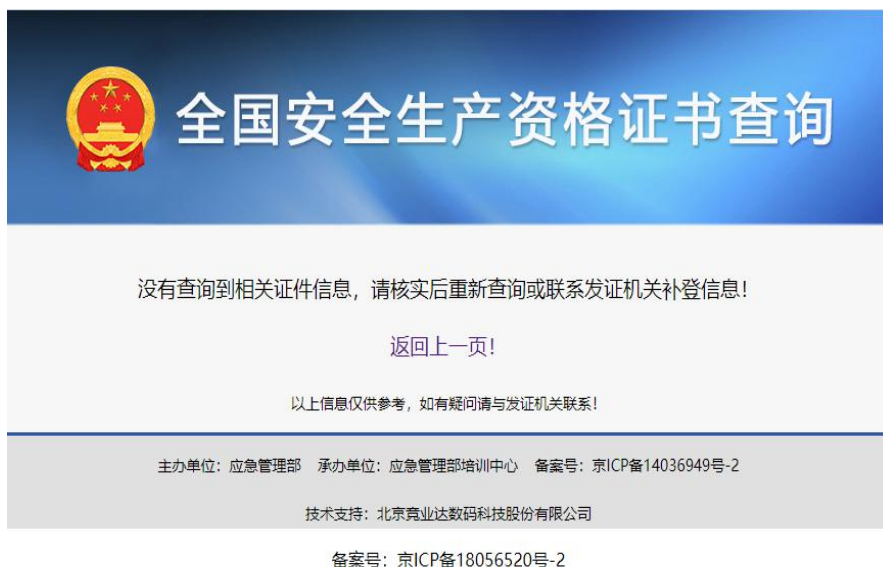 全国安全生产资格证书查询
没有查询到相关证件信息，请核实后重新查询或联系发证机关补登信息！
返回上一页！
以上信息仅供参考，如有疑问请与发证机关联系！
主办单位：应急管理部 承办单位：应急管理部培训中心 备案号：京ICP备14036949号-2
技术支持：北京竞业达数码科技股份有限公司
备案号：京ICP备18056520号-2